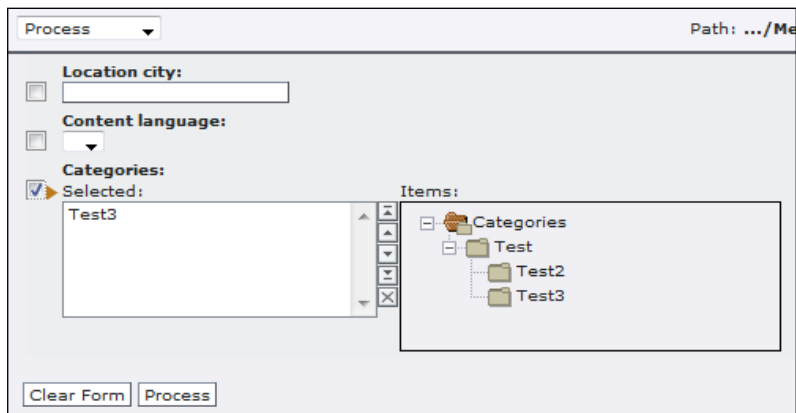 Process
Path: .../Me
Location city:
Content language:
Categories:
Selected:
Items:
Test3
Categories
Test
Test2
Test3
Clear Form
Process